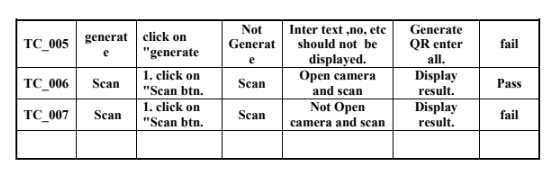 TC_005 generat click on Not Inter text ,no, etc Generate fail
e "generate Generat should not be QR enter
e displayed. all.
TC_006 Scan 1. click on Scan Open camera Display Pass
"Scan btn. and scan result.
TC_007 Scan 1. click on Scan Not Open Display fail
"Scan btn. camera and scan result.